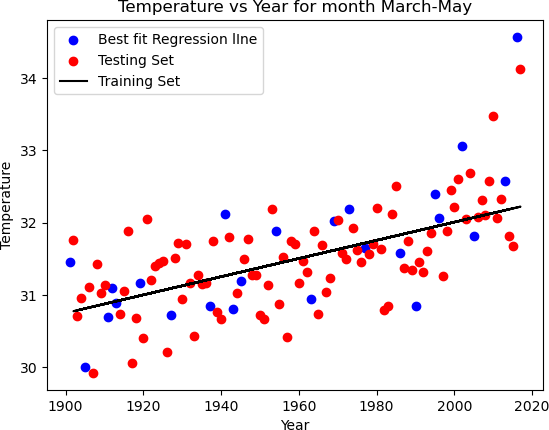 Temperature vs Year for month March-May
Best fit Regression lIne
Testing Set
Training Set
Temperature
34
33
32
31
30
1900 1920 1940 1960 1980 2000 2020
Year